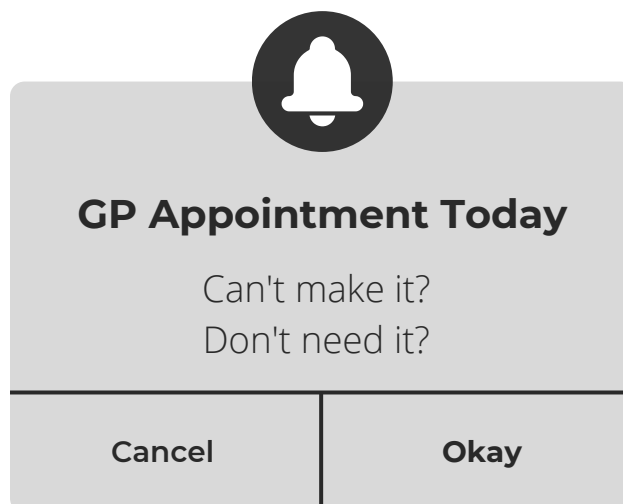 GP Appointment Today
Can't make it?
Don't need it?
Cancel
Okay